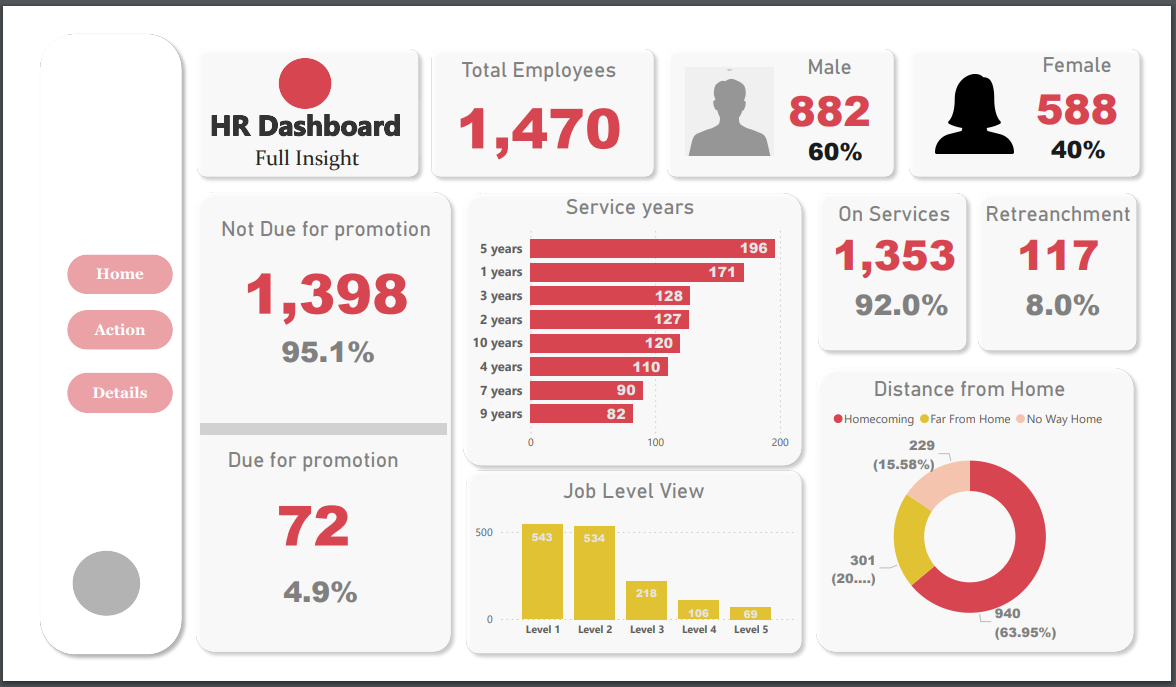 HR Dashboard
Full Insight
Total Employees
1,470
Male
882
60%
Female
588
40%
Home
Action
Details
Not Due for promotion
1,398
95.1%
Due for promotion
72
4.9%
Service years
5 years 196
1 years 171
3 years 128
2 years 127
10 years 120
4 years 110
7 years 90
9 years 82
0 100 200
Job Level View
500
0
543 534 218 106 69
Level 1 Level 2 Level 3 Level 4 Level 5
On Services
1,353
92.0%
Retreanchment
117
8.0%
Distance from Home
Homecoming Far From Home No Way Home
229
(15.58%)
301
(20....)
940
(63.95%)